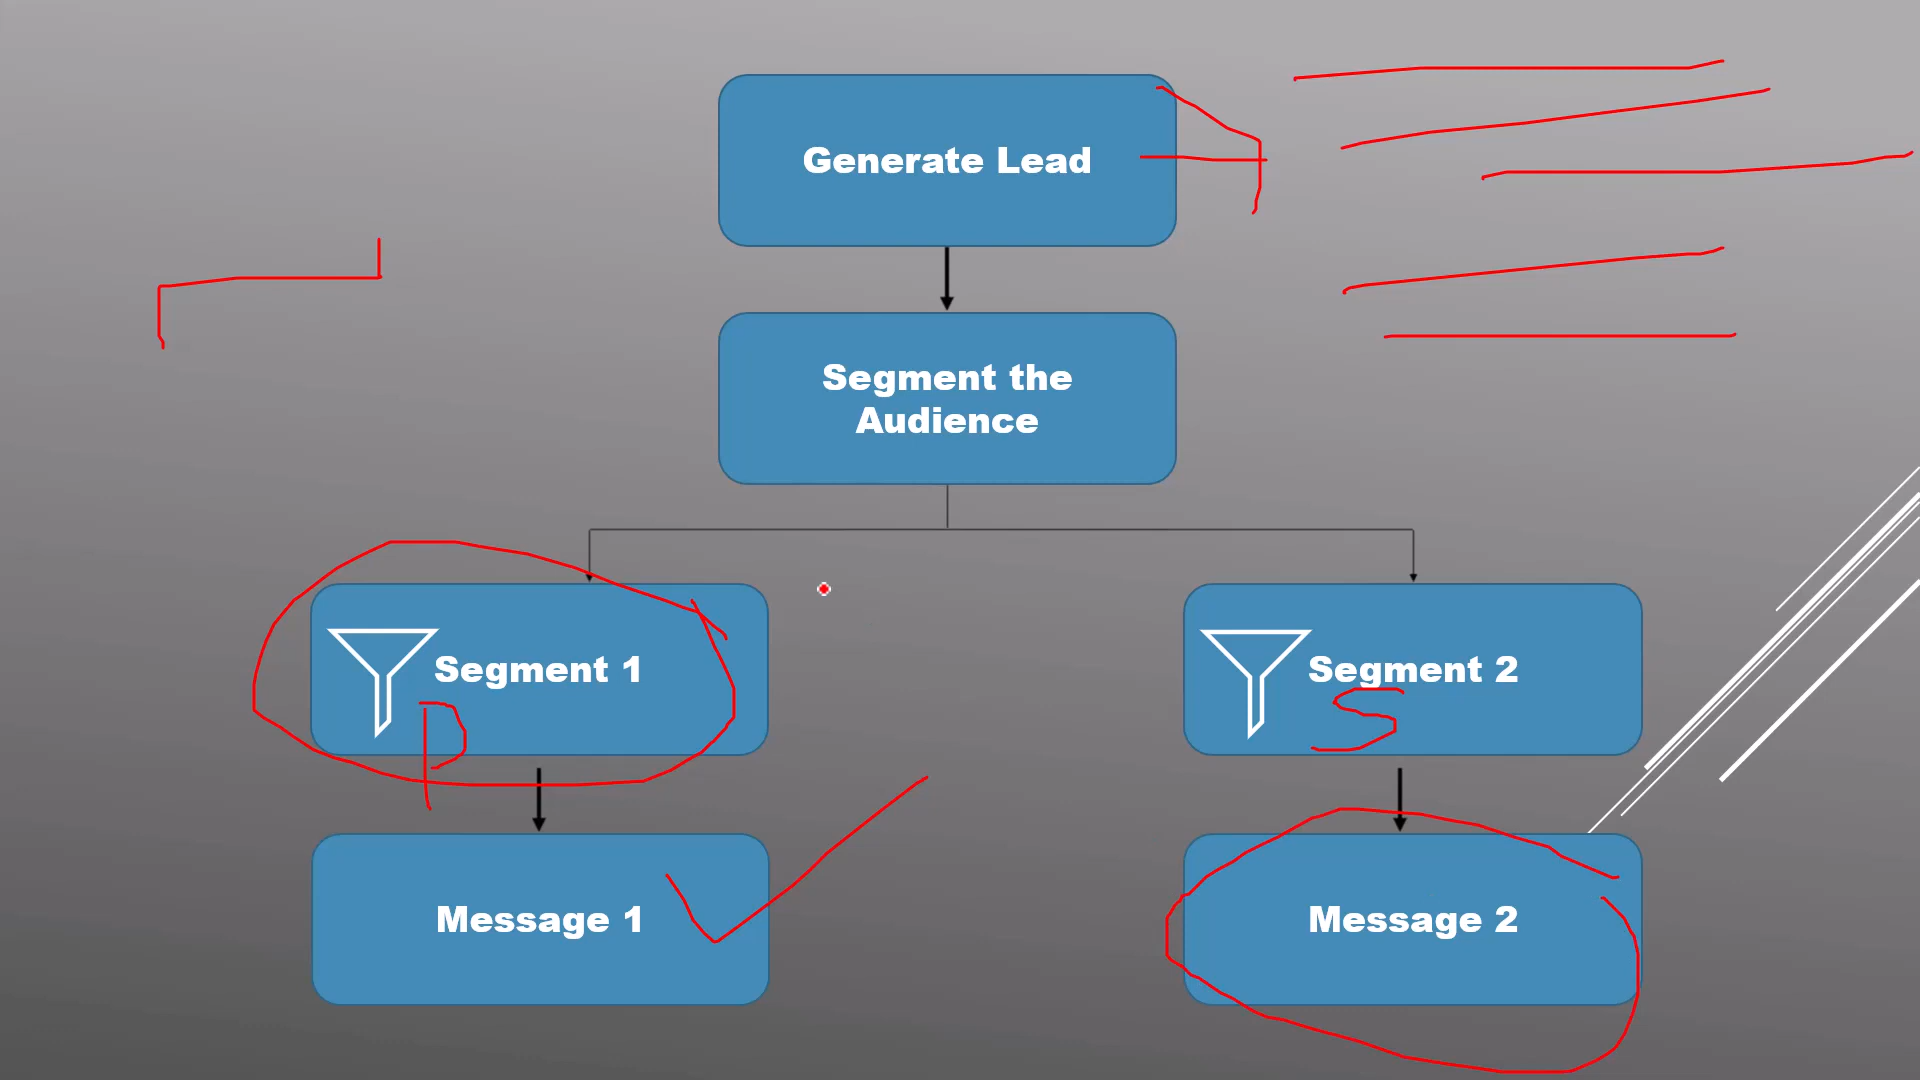 Generate Lead
Segment the
Audience
Segment 1
Segment 2
P
S
Message 1
Message 2